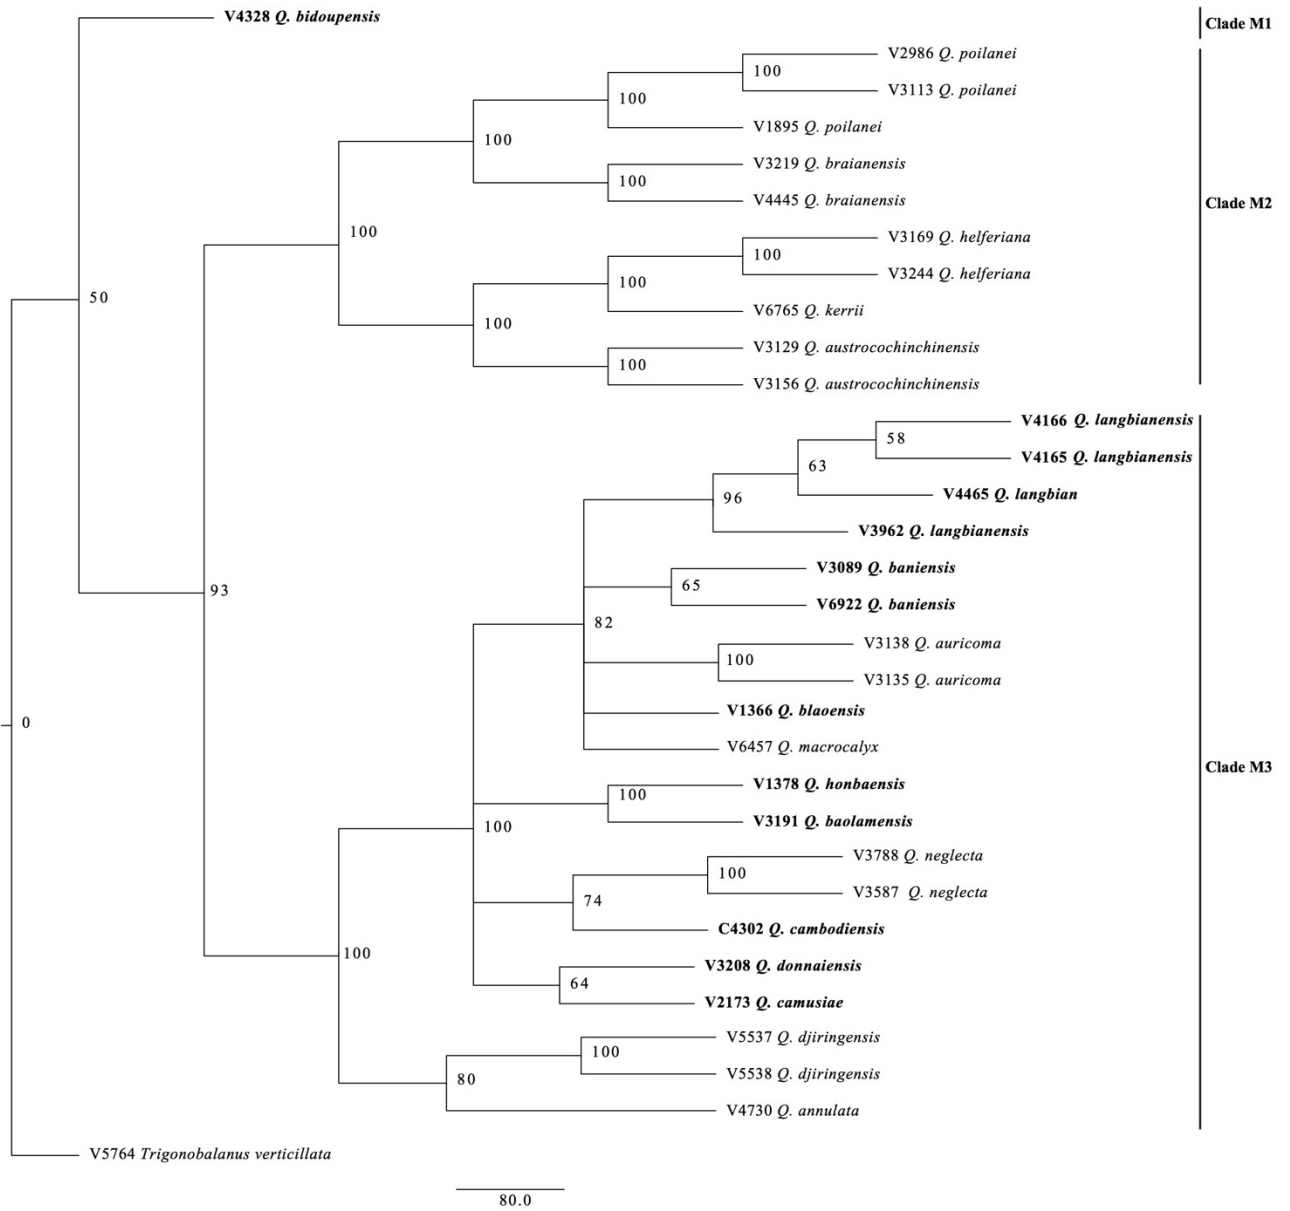 V4328 Q. bidoupensis
Clade M1
V2986 Q. poilanei
100
V3113 Q. poilanei
100
V1895 Q. poilanei
100
V3219 Q. braianensis
100
V4445 Q. braianensis
Clade M2
100
V3169 Q. helferiana
100
V3244 Q. helferiana
100
50
V6765 Q. kerrii
100
V3129 Q. austrocochinchinensis
100
V3156 Q. austrocochinchinensis
V4166 Q. langbianensis
58
V4165 Q. langbianensis
63
V4465 Q. langbian
96
V3962 Q. langbianensis
V3089 Q. baniensis
65
93
V6922 Q. baniensis
82
V3138 Q. auricoma
100
V3135 Q. auricoma
V1366 Q. blaoensis
0
V6457 Q. macrocalyx
Clade M3
V1378 Q. honbaensis
100
V3191 Q. baolamensis
100
V3788 Q. neglecta
100
V3587 Q. neglecta
74
C4302 Q. cambodiensis
100
V3208 Q. donnaiensis
64
V2173 Q. camusiae
V5537 Q. djiringensis
100
V5538 Q. djiringensis
80
V4730 Q. annulata
V5764 Trigonobalanus verticillata
80.0